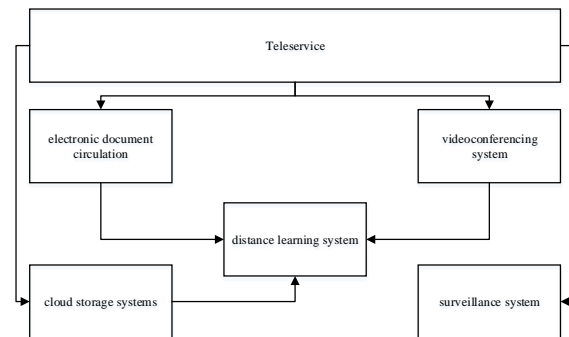 Teleservice
electronic document
circulation
videoconferencing
system
distance learning system
cloud storage systems
surveillance system